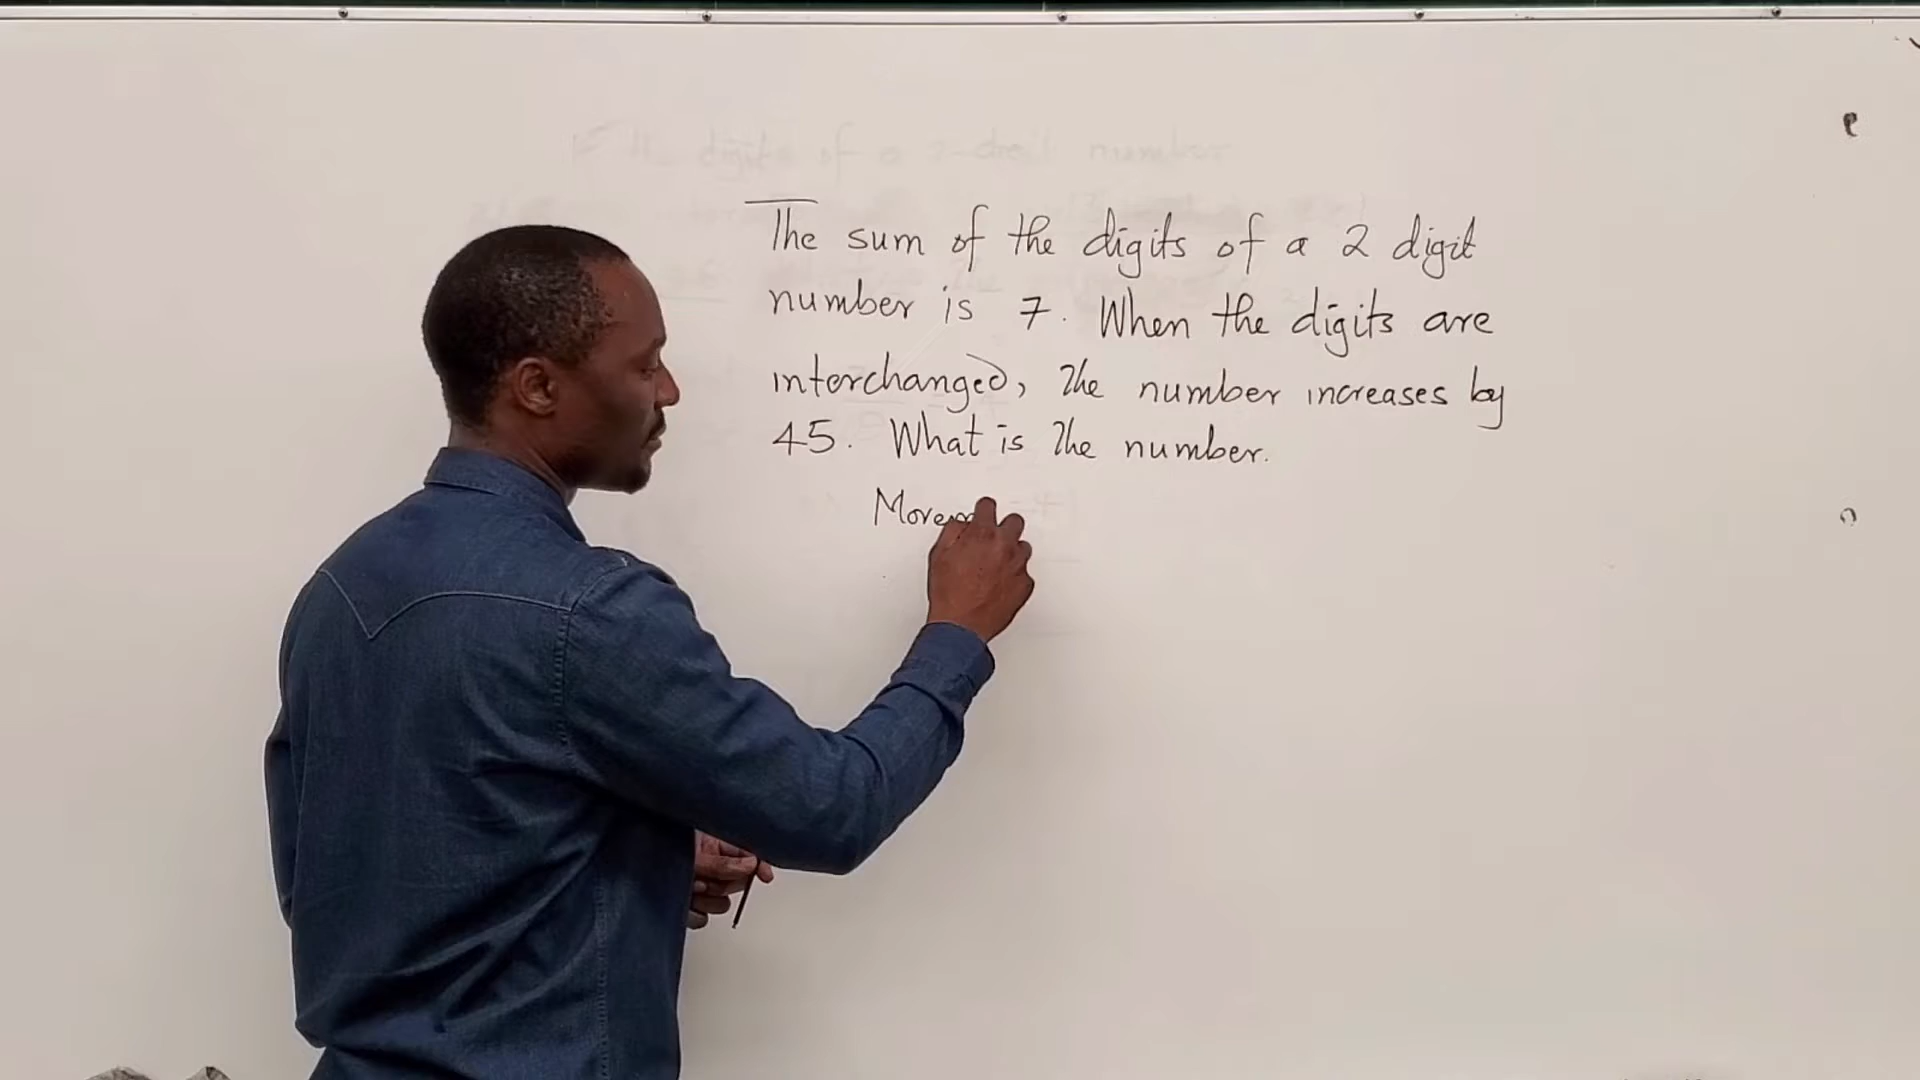 The sum of the digits of a 2 digit
number is 7. When the digits are
interchanged, the number increases by
45. What is the number.